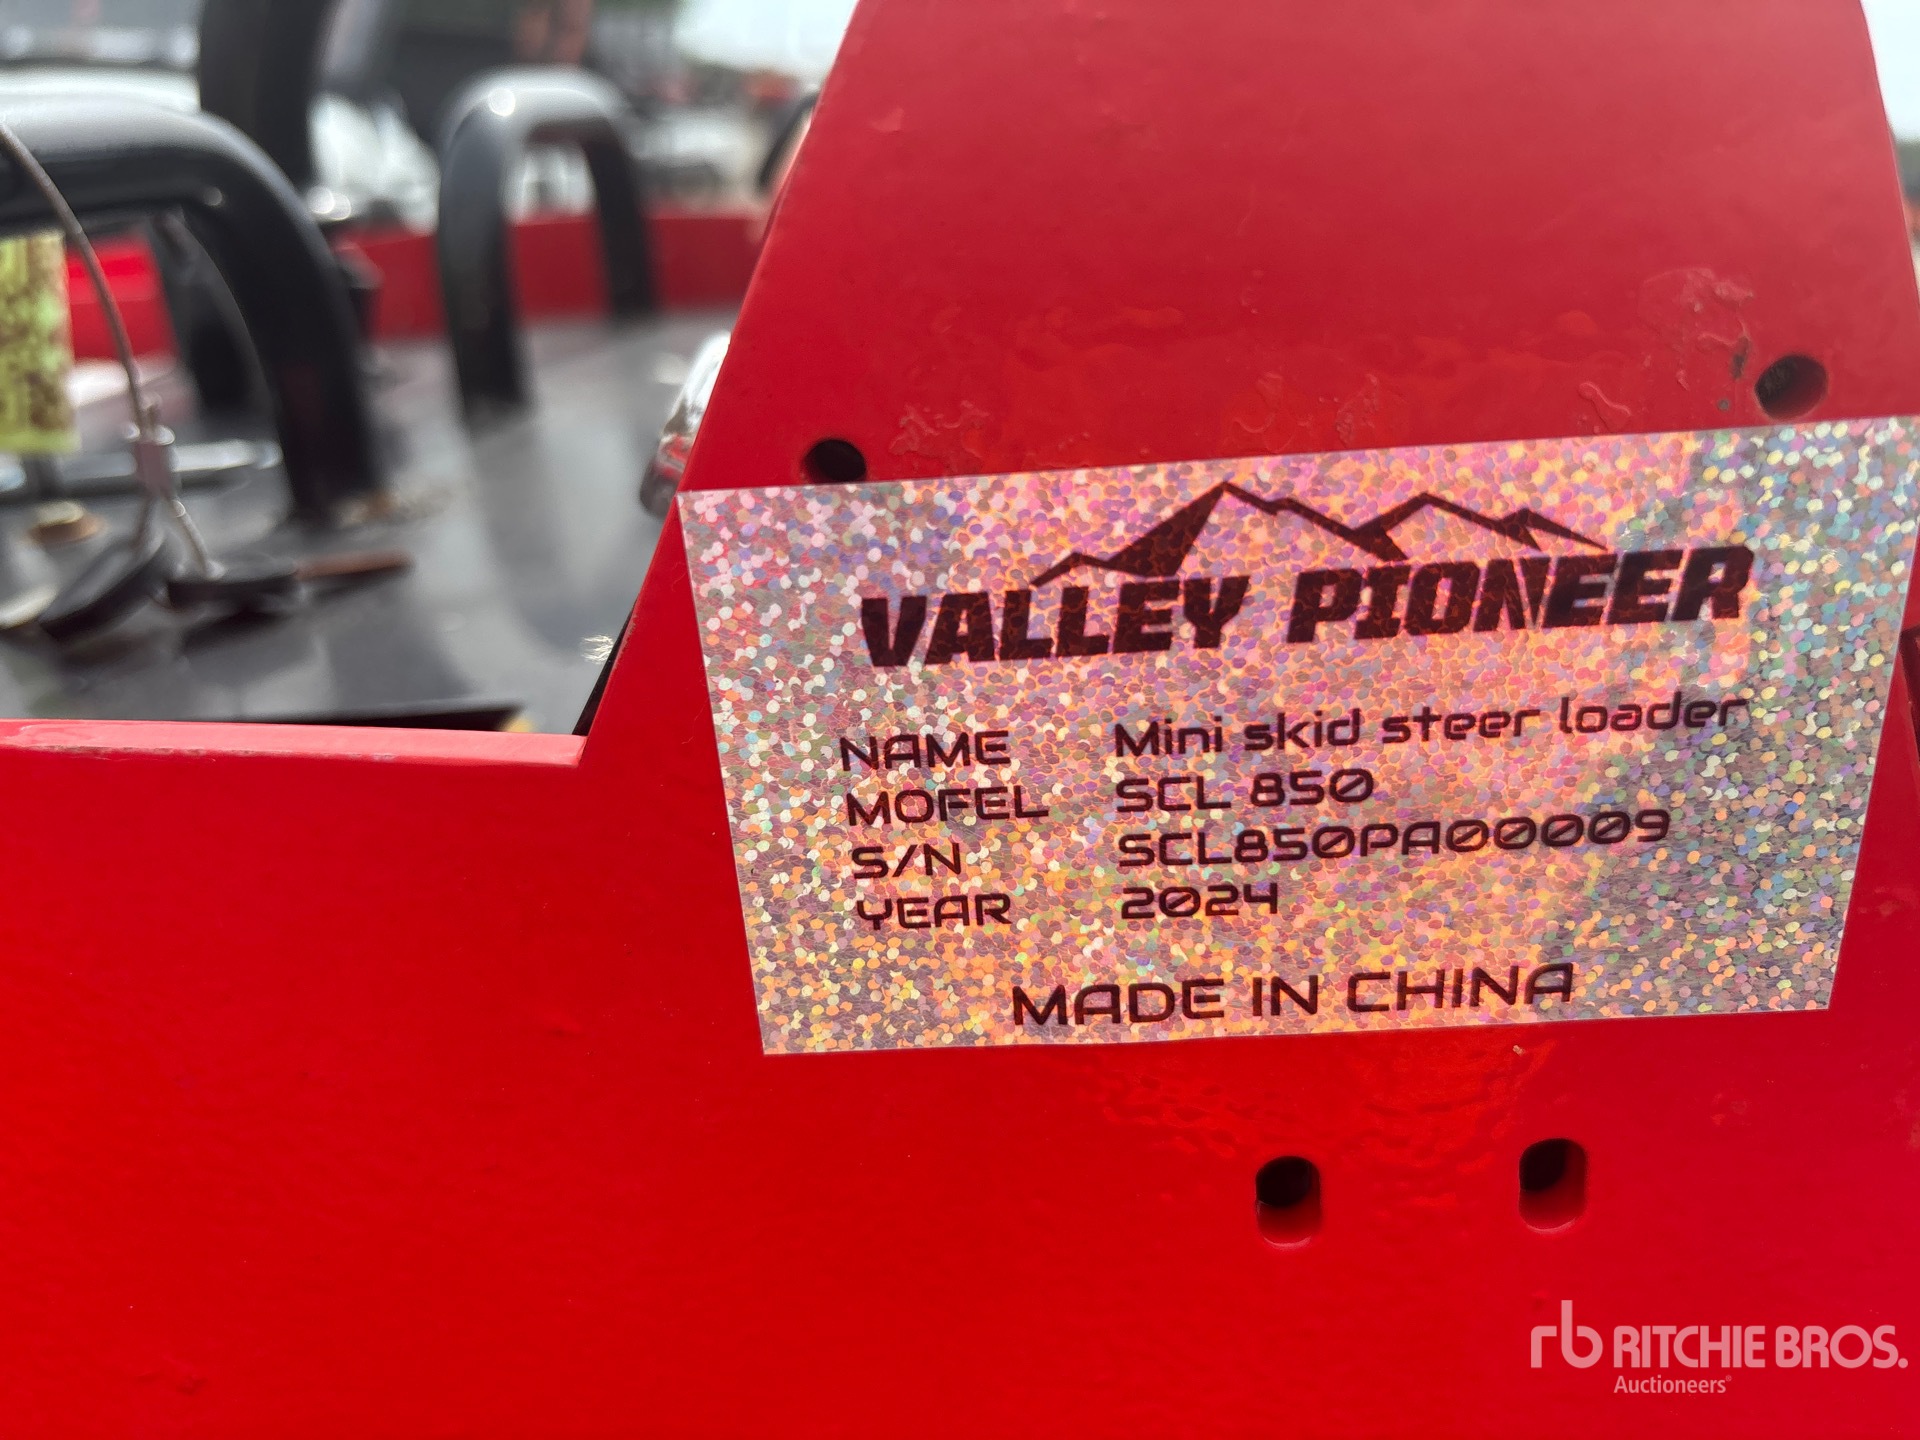 VALLEY PIONEER
NAME Mini skid steer loader
MOFEL SCL 850
S/N SCL850PA00009
YEAR 2024
MADE IN CHINA
rb RITCHIE BROS.
Auctioneers®